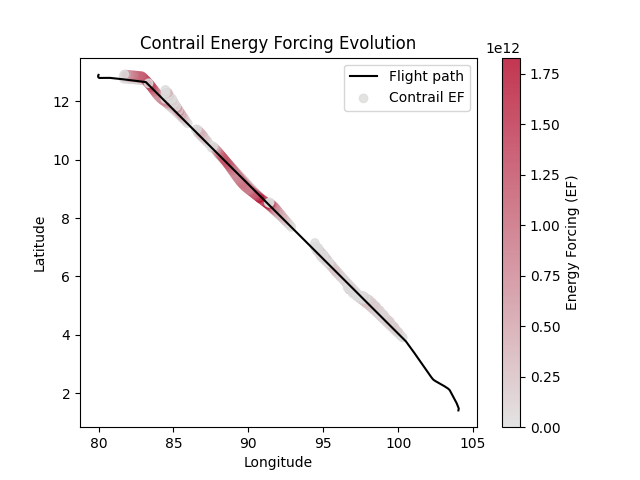 Contrail Energy Forcing Evolution
1e12
Flight path
Contrail EF
12
10
8
6
4
2
Latitude
80
85
90
95
100
105
Longitude
1.75
1.50
1.25
1.00
0.75
0.50
0.25
0.00
Energy Forcing (EF)